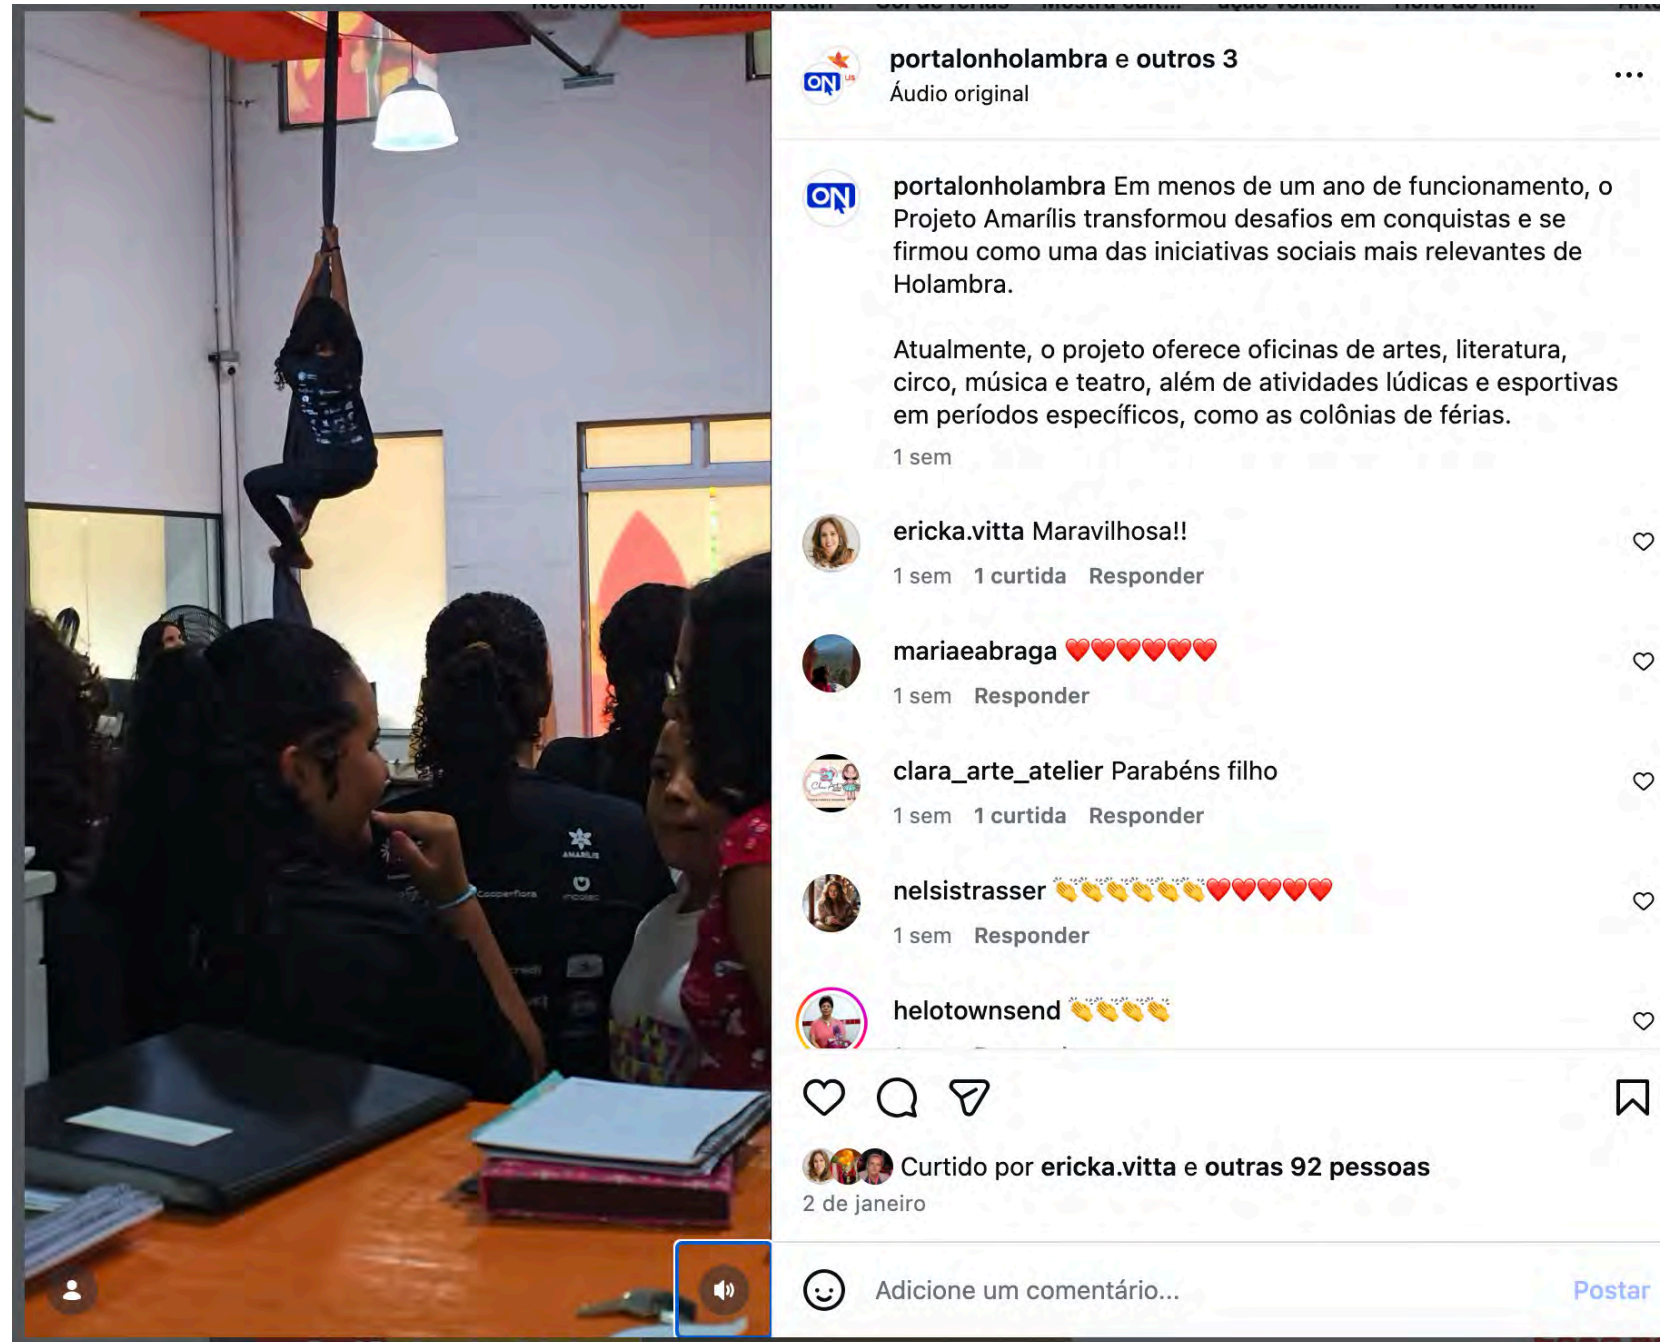 portalonholambra e outros 3
Áudio original
portalonholambra Em menos de um ano de funcionamento, o
Projeto Amarílis transformou desafios em conquistas e se
firmou como uma das iniciativas sociais mais relevantes de
Holambra.
Atualmente, o projeto oferece oficinas de artes, literatura,
circo, música e teatro, além de atividades lúdicas e esportivas
em períodos específicos, como as colônias de férias.
1 sem
ericka.vitta Maravilhosa!!
1 sem 1 curtida Responder
mariaeabraga ❤️❤️❤️❤️❤️❤️
1 sem Responder
clara_arte_atelier Parabéns filho
1 sem 1 curtida Responder
nelsistrasser 👏👏👏👏👏👏❤️❤️❤️❤️❤️
1 sem Responder
helotownsend 👏👏👏👏
Curtido por ericka.vitta e outras 92 pessoas
2 de janeiro
Adicione um comentário... Postar
ON
ON
AMARÍLIS
Cooperflora